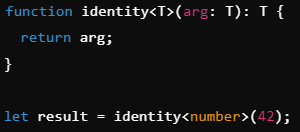 function identity<T>(arg: T): T {
  return arg;
}

let result = identity<number>(42);